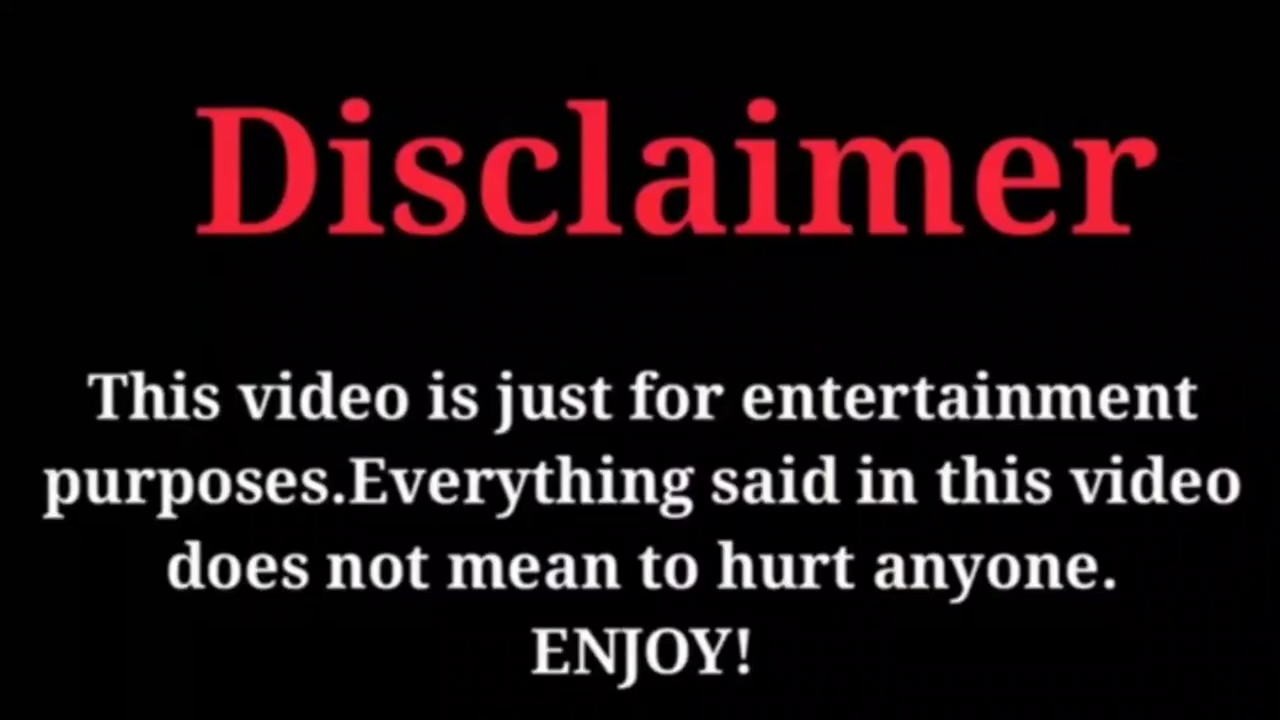 Disclaimer
This video is just for entertainment
purposes.Everything said in this video
does not mean to hurt anyone.
ENJOY!